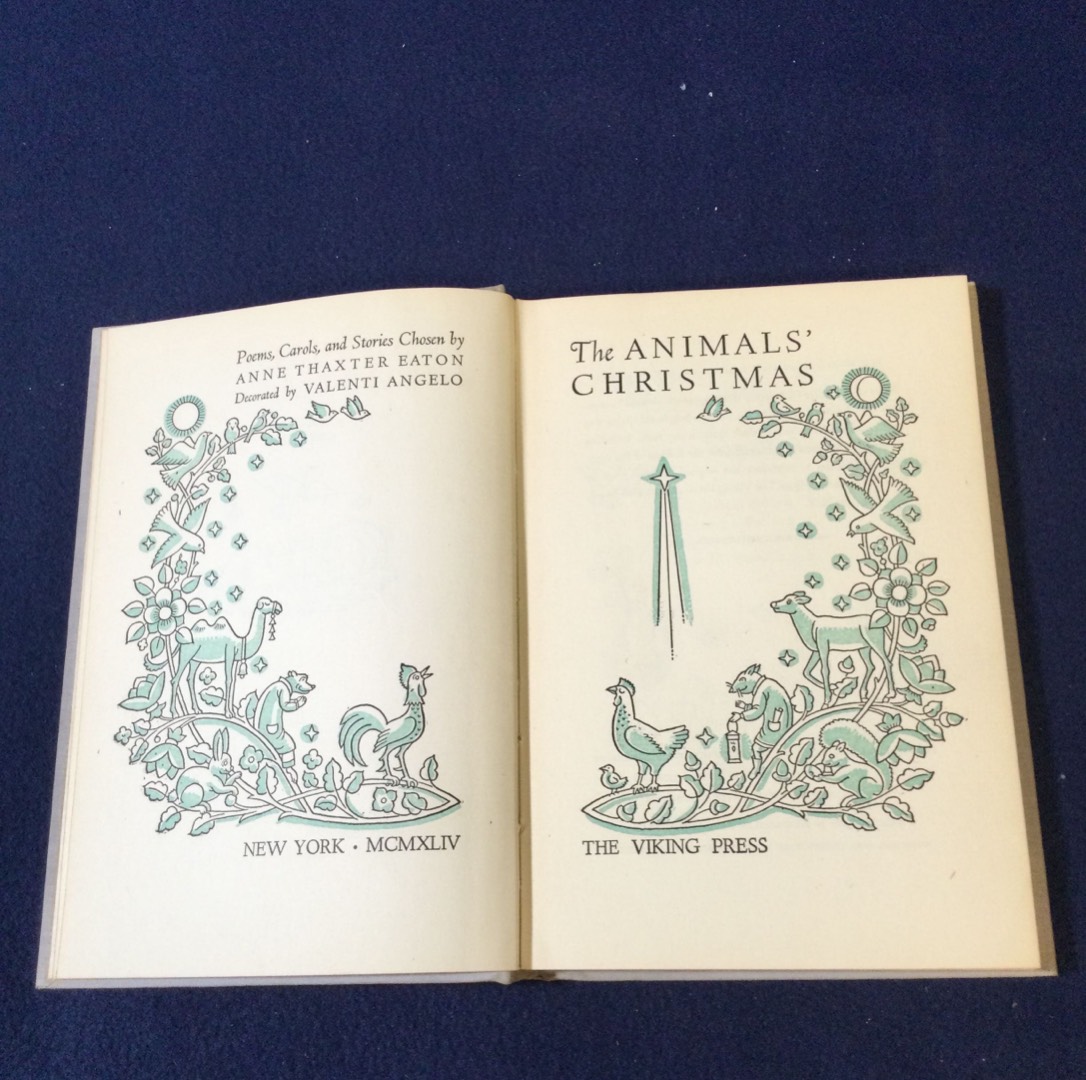 Poems, Carols, and Stories Chosen by
ANNE THAXTER EATON
Decorated by VALENTI ANGELO
NEW YORK · MCMXLIV
The ANIMALS'
CHRISTMAS
THE VIKING PRESS